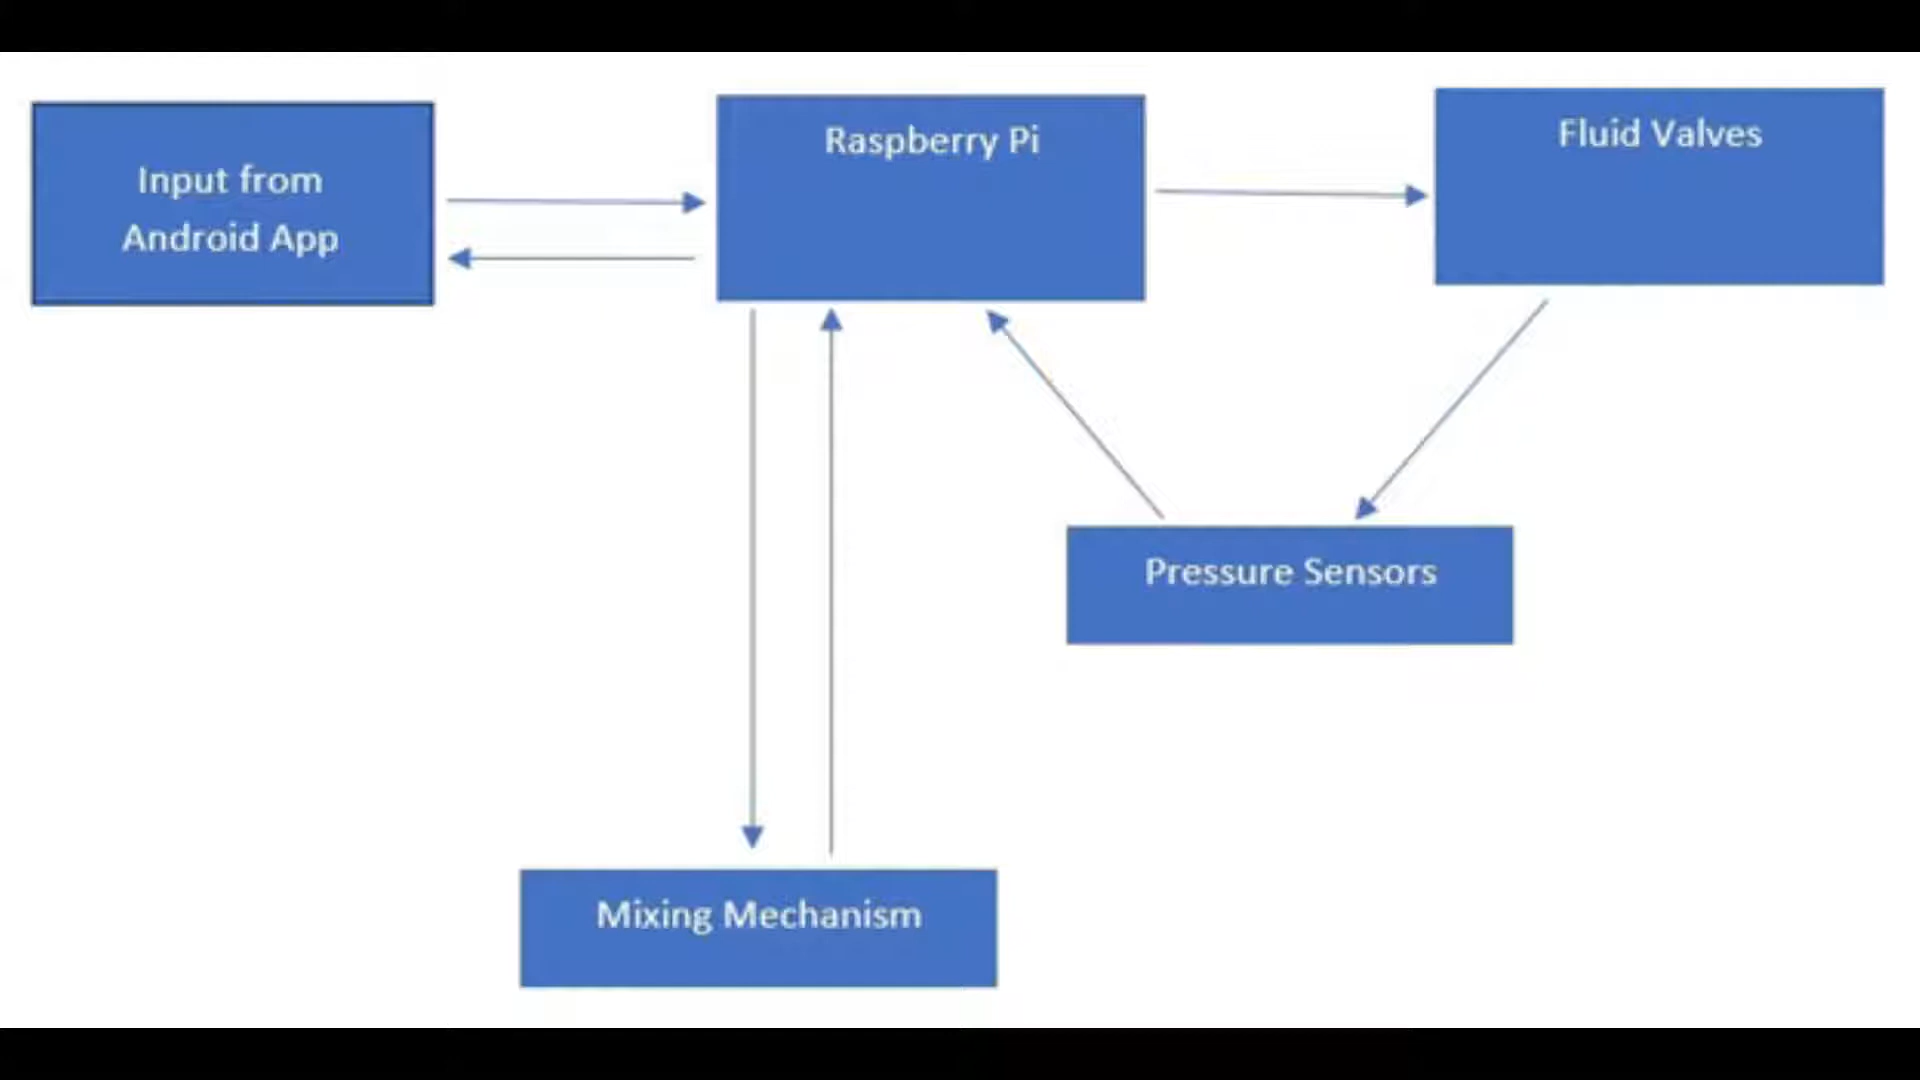 Input from
Android App
Raspberry Pi
Fluid Valves
Pressure Sensors
Mixing Mechanism